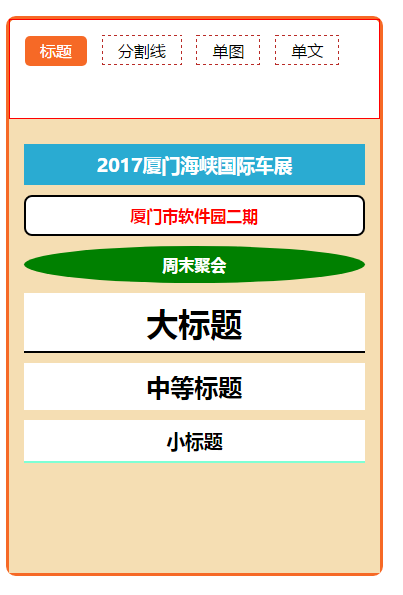 标题 分割线 单图 单文
2017厦门海峡国际车展
厦门市软件园二期
周末聚会
大标题
中等标题
小标题